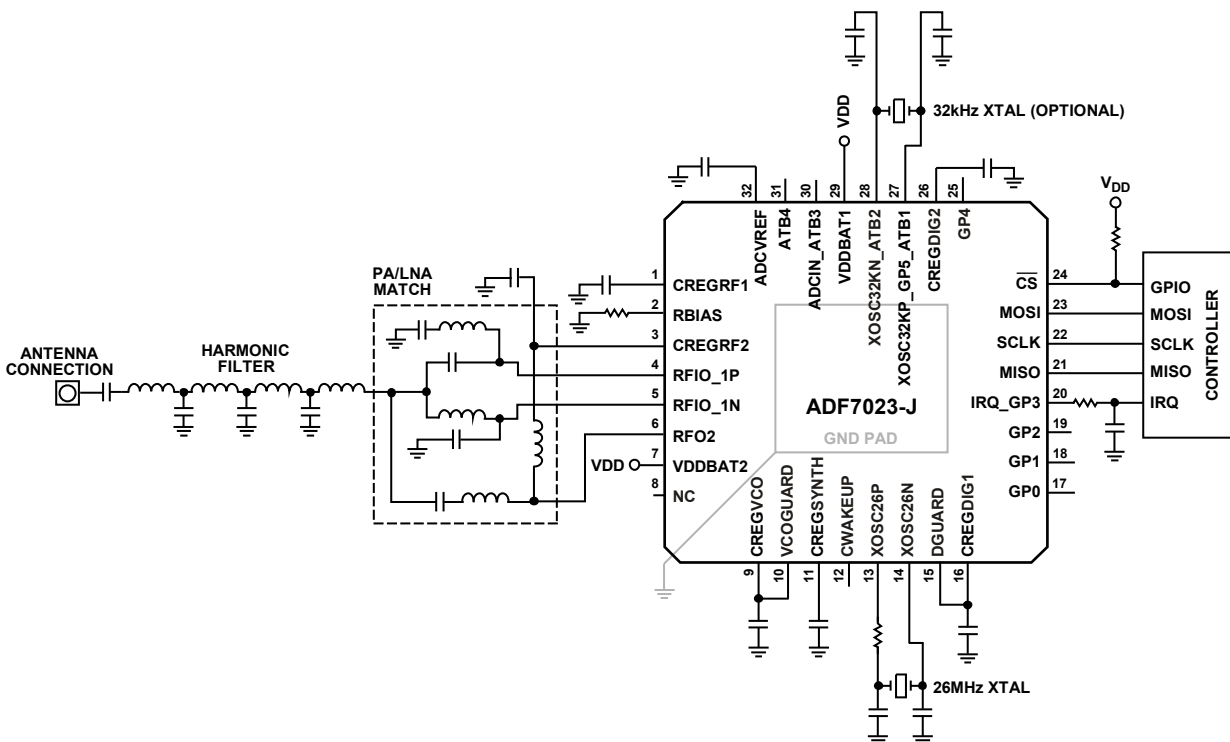 32kHz XTAL (OPTIONAL)
VDD
VDD
32
31
30
29
28
27
26
25
ADCVREF
ATB4
ADCIN_ATB3
VDDBAT1
XOSC32KN_ATB2
XOSC32KP_GP5_ATB1
CREGDIG2
GP4
PA/LNA
MATCH
ANTENNA
CONNECTION
HARMONIC
FILTER
1 CREGRF1
2 RBIAS
3 CREGRF2
4 RFIO_1P
5 RFIO_1N
6 RFO2
VDD 7 VDDBAT2
8 NC
ADF7023-J
GND PAD
CS 24 GPIO
MOSI 23 MOSI
SCLK 22 SCLK
MISO 21 MISO
IRQ_GP3 20 IRQ
GP2 19
GP1 18
GP0 17
CONTROLLER
CREGVCO
VCOGUARD
CREGSYNTH
CWAKEUP
XOSC26P
XOSC26N
DGUARD
CREGDIG1
9
10
11
12
13
14
15
16
26MHz XTAL